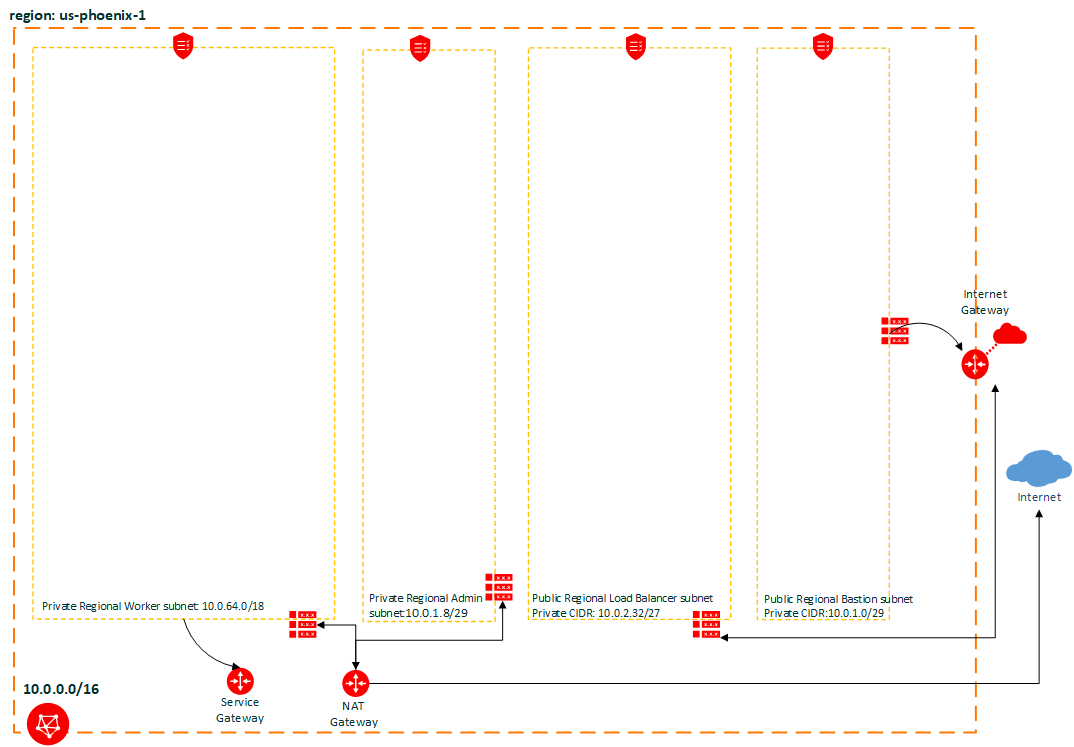 region: us-phoenix-1
Internet
Gateway
Internet
Private Regional Worker subnet: 10.0.64.0/18
Private Regional Admin
subnet:10.0.1.8/29
Public Regional Load Balancer subnet
Private CIDR: 10.0.2.32/27
Public Regional Bastion subnet
Private CIDR:10.0.1.0/29
10.0.0.0/16
Service
Gateway
NAT
Gateway